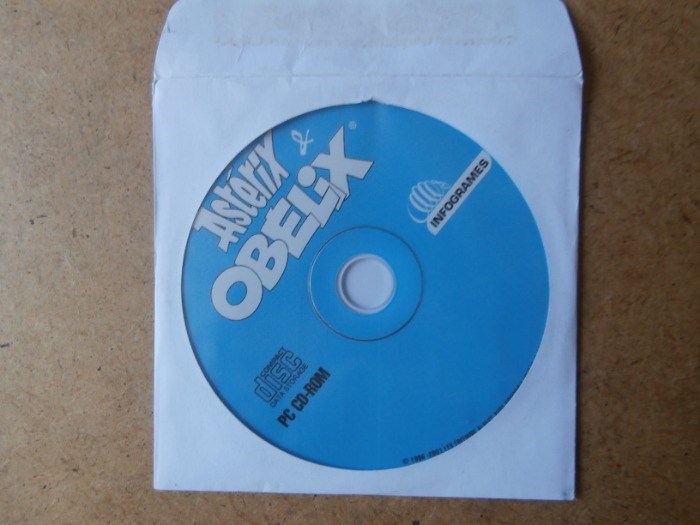 Astérix &
OBELiX®
INFOGRAMES
COMPACT
disc
DATA STORAGE
PC CD-ROM